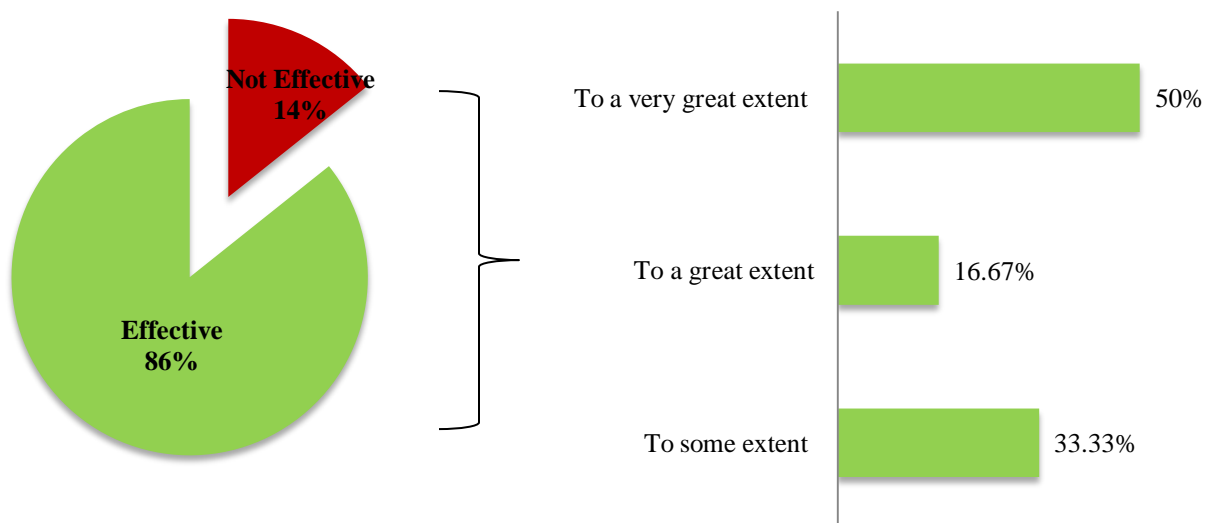 Not Effective
14%
Effective
86%
To a very great extent
50%
To a great extent
16.67%
To some extent
33.33%